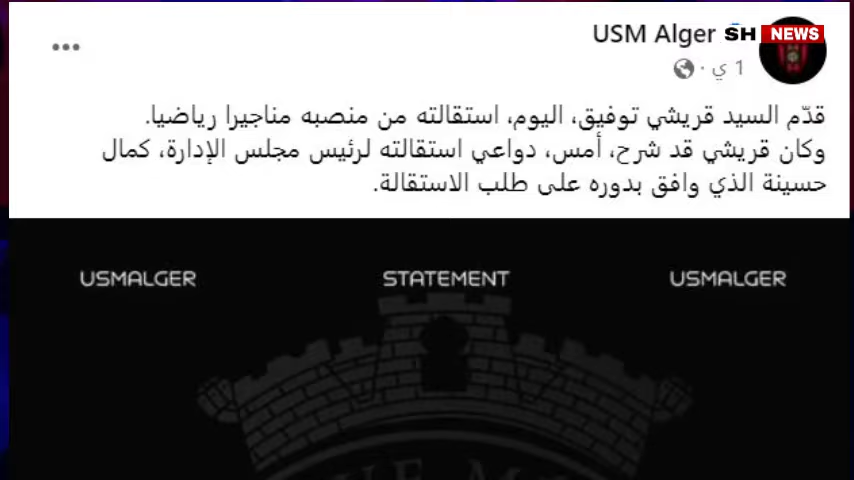 USM Alger
SH NEWS
1 ي
قدّم السيد قريشي توفيق، اليوم، استقالته من منصبه مناجيرا رياضيا.
وكان قريشي قد شرح، أمس، دواعي استقالته لرئيس مجلس الإدارة، كمال
حسينة الذي وافق بدوره على طلب الاستقالة.
USMALGER STATEMENT USMALGER